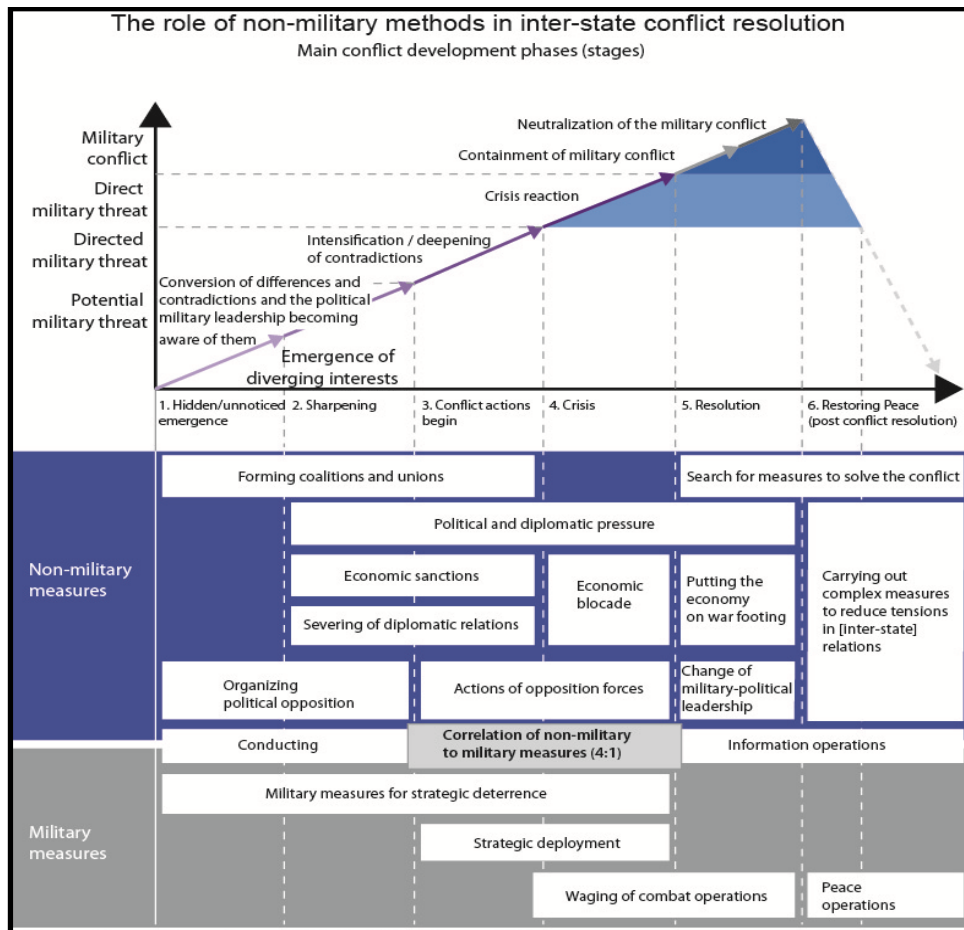 The role of non-military methods in inter-state conflict resolution
Main conflict development phases (stages)
Neutralization of the military conflict
Military
conflict
Containment of military conflict
Direct
military threat
Crisis reaction
Directed
military threat
Intensification / deepening
of contradictions
Potential
military threat
Conversion of differences and
contradictions and the political
military leadership becoming
aware of them
Emergence of
diverging interests
1. Hidden/unnoticed
emergence
2. Sharpening
3. Conflict actions
begin
4. Crisis
5. Resolution
6. Restoring Peace
(post conflict resolution)
Non-military
measures
Forming coalitions and unions
Search for measures to solve the conflict
Political and diplomatic pressure
Economic sanctions
Severing of diplomatic relations
Economic
blocade
Putting the
economy
on war footing
Carrying out
complex measures
to reduce tensions
in [inter-state]
relations
Organizing
political opposition
Actions of opposition forces
Change of
military-political
leadership
Conducting
Correlation of non-military
to military measures (4:1)
Information operations
Military
measures
Military measures for strategic deterrence
Strategic deployment
Waging of combat operations
Peace
operations